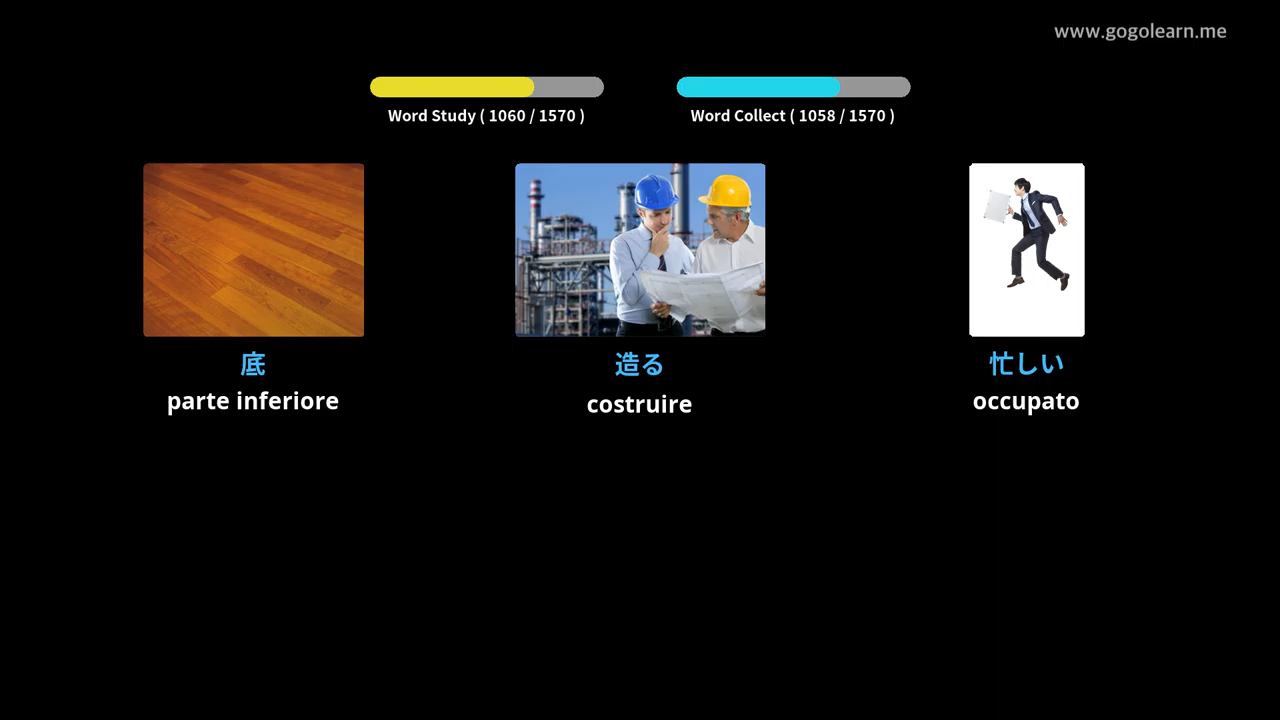 www.gogolearn.me
Word Study ( 1060 / 1570 )
Word Collect ( 1058 / 1570 )
底
parte inferiore
造る
costruire
忙しい
occupato